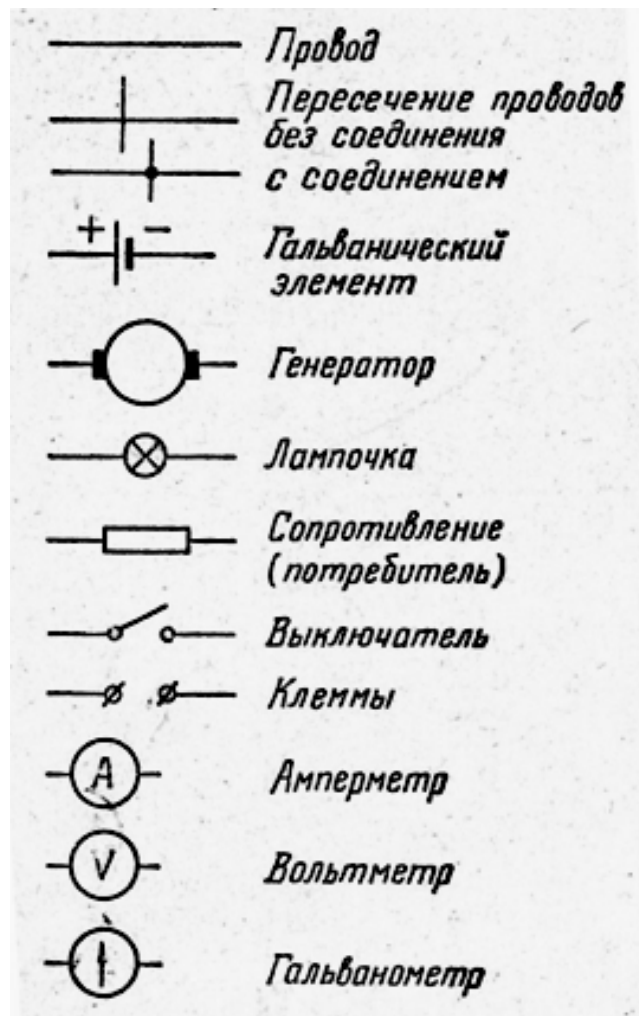 Провод
Пересечение проводов
без соединения
с соединением
+ −
Гальванический
элемент
Генератор
Лампочка
Сопротивление
(потребитель)
Выключатель
Клеммы
A
Амперметр
V
Вольтметр
Гальванометр